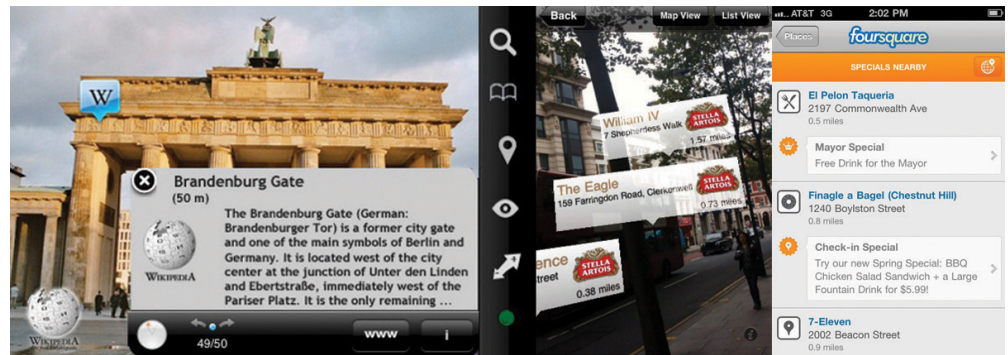 W
Brandenburg Gate
(50 m)
The Brandenburg Gate (German:
Brandenburger Tor) is a former city gate
and one of the main symbols of Berlin and
Germany. It is located west of the city
center at the junction of Unter den Linden
and Ebertstraße, immediately west of the
Pariser Platz. It is the only remaining ...
WIKIPEDIA
WIKIPEDIA
49/50
www
i
Back
Map View
List View
William IV
7 Shepherdess Walk
STELLA
ARTOIS
1.57 miles
The Eagle
159 Farringdon Road, Clerkenwell
STELLA
ARTOIS
0.73 miles
ence
treet
STELLA
ARTOIS
0.38 miles
i
AT&T 3G
2:02 PM
Places
foursquare
SPECIALS NEARBY
El Pelon Taqueria
2197 Commonwealth Ave
0.5 miles
Mayor Special
Free Drink for the Mayor
Finagle a Bagel (Chestnut Hill)
1240 Boylston Street
0.8 miles
Check-in Special
Try our new Spring Special: BBQ
Chicken Salad Sandwich + a Large
Fountain Drink for $5.99!
7-Eleven
2002 Beacon Street
0.9 miles